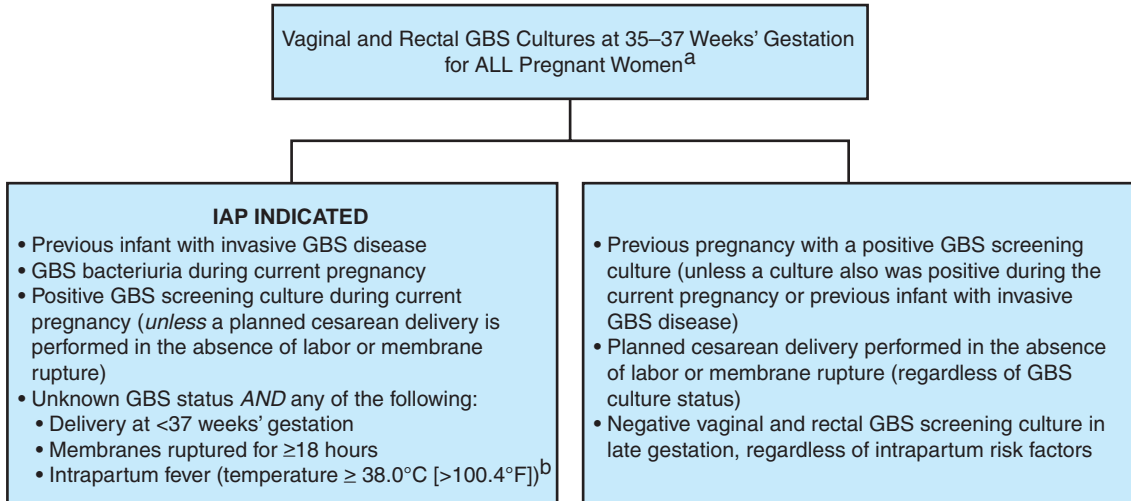 Vaginal and Rectal GBS Cultures at 35–37 Weeks’ Gestation
for ALL Pregnant Womenᵃ
IAP INDICATED
• Previous infant with invasive GBS disease
• GBS bacteriuria during current pregnancy
• Positive GBS screening culture during current
pregnancy (unless a planned cesarean delivery is
performed in the absence of labor or membrane
rupture)
• Unknown GBS status AND any of the following:
• Delivery at <37 weeks’ gestation
• Membranes ruptured for ≥18 hours
• Intrapartum fever (temperature ≥ 38.0°C [>100.4°F])ᵇ
• Previous pregnancy with a positive GBS screening
culture (unless a culture also was positive during the
current pregnancy or previous infant with invasive
GBS disease)
• Planned cesarean delivery performed in the absence
of labor or membrane rupture (regardless of GBS
culture status)
• Negative vaginal and rectal GBS screening culture in
late gestation, regardless of intrapartum risk factors